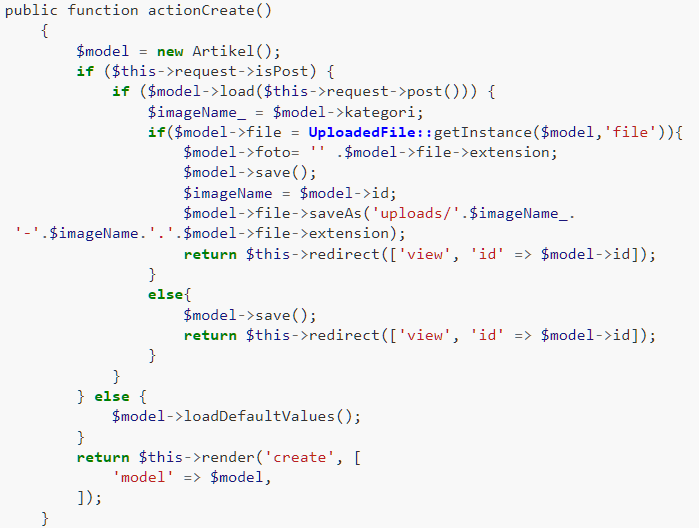 public function actionCreate()
    {
        $model = new Artikel();
        if ($this->request->isPost) {
            if ($model->load($this->request->post())) {
                $imageName_ = $model->kategori;
                if($model->file = UploadedFile::getInstance($model,'file')){
                    $model->foto= '' .$model->file->extension;
                    $model->save();
                    $imageName = $model->id;
                    $model->file->saveAs('uploads/'.$imageName_.
 '-'.$imageName.'.'.$model->file->extension);
                    return $this->redirect(['view', 'id' => $model->id]);
                }
                else{
                    $model->save();
                    return $this->redirect(['view', 'id' => $model->id]);
                }
            }
        } else {
            $model->loadDefaultValues();
        }
        return $this->render('create', [
            'model' => $model,
        ]);
    }